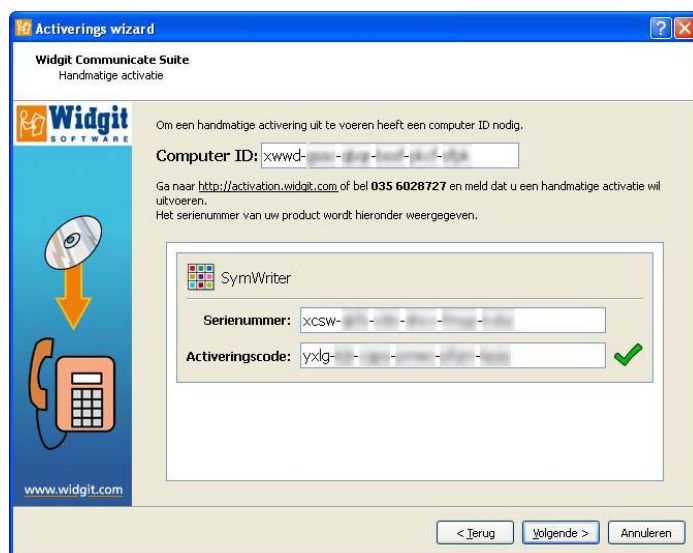 Activerings wizard
Widgit Communicate Suite
Handmatige activatie
Widgit
SOFTWARE
Om een handmatige activering uit te voeren heeft een computer ID nodig.
Computer ID: xwwd-
Ga naar http://activation.widgit.com of bel 035 6028727 en meld dat u een handmatige activatie wil
uitvoeren.
Het serienummer van uw product wordt hieronder weergegeven.
SymWriter
Serienummer: xcsw-
Activeringscode: yxlg-
www.widgit.com
< Terug
Volgende >
Annuleren